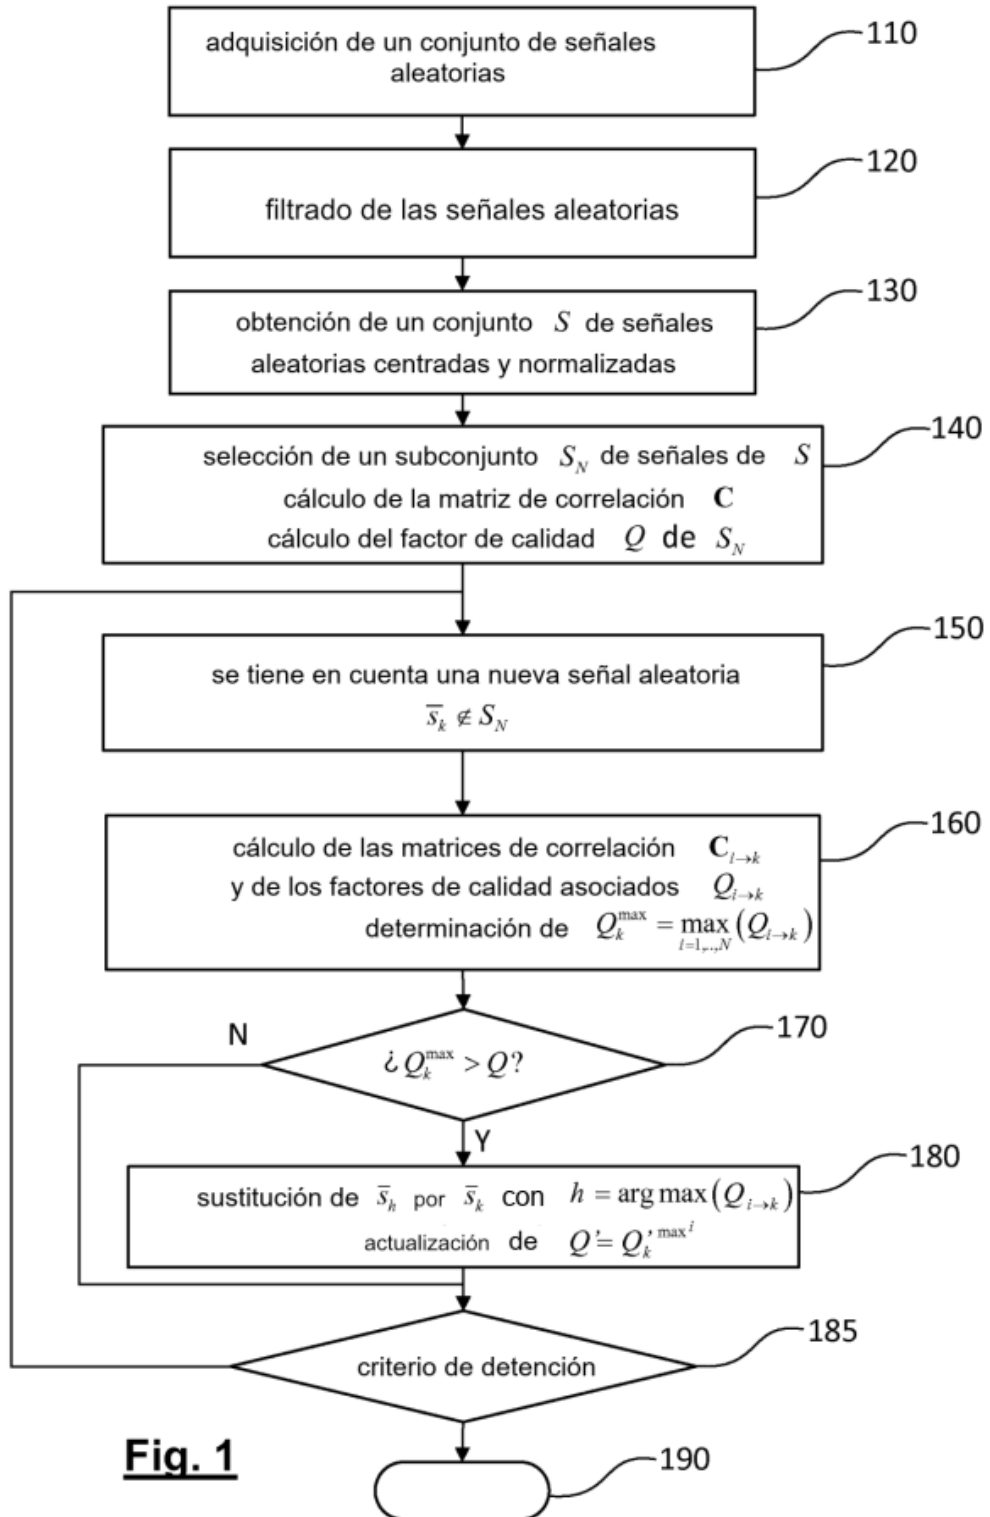 adquisición de un conjunto de señales
aleatorias
110
filtrado de las señales aleatorias
120
obtención de un conjunto S de señales
aleatorias centradas y normalizadas
130
selección de un subconjunto S_N de señales de S
cálculo de la matriz de correlación C
cálculo del factor de calidad Q de S_N
140
se tiene en cuenta una nueva señal aleatoria
s̅_k ∉ S_N
150
cálculo de las matrices de correlación C_{i→k}
y de los factores de calidad asociados Q_{i→k}
determinación de Q_k^max = max_{i=1,..,N}(Q_{i→k})
160
N
¿Q_k^max > Q?
170
Y
sustitución de s̅_h por s̅_k con h = arg max(Q_{i→k})
actualización de Q'= Q_k'^max i
180
criterio de detención
185
Fig. 1
190